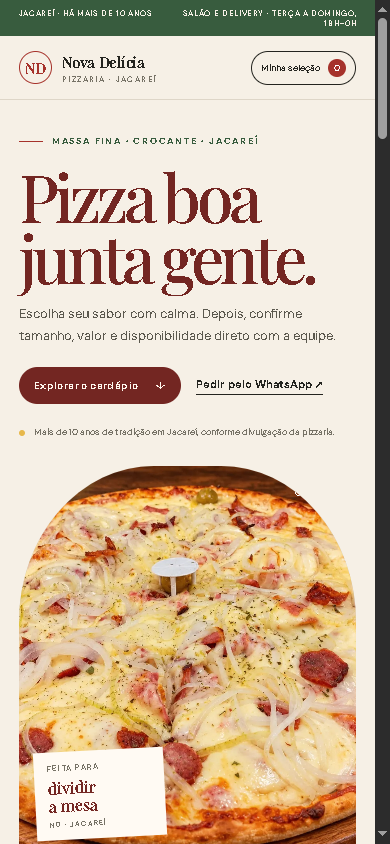 JACAREÍ · HÁ MAIS DE 10 ANOS
SALÃO E DELIVERY · TERÇA A DOMINGO,
18H–0H
ND
Nova Delícia
PIZZARIA · JACAREÍ
Minha seleção 0
MASSA FINA · CROCANTE · JACAREÍ
Pizza boa
junta gente.
Escolha seu sabor com calma. Depois, confirme
tamanho, valor e disponibilidade direto com a equipe.
Explorar o cardápio ↓
Pedir pelo WhatsApp ↗
Mais de 10 anos de tradição em Jacareí, conforme divulgação da pizzaria.
FEITA PARA
dividir
a mesa
ND · JACAREÍ